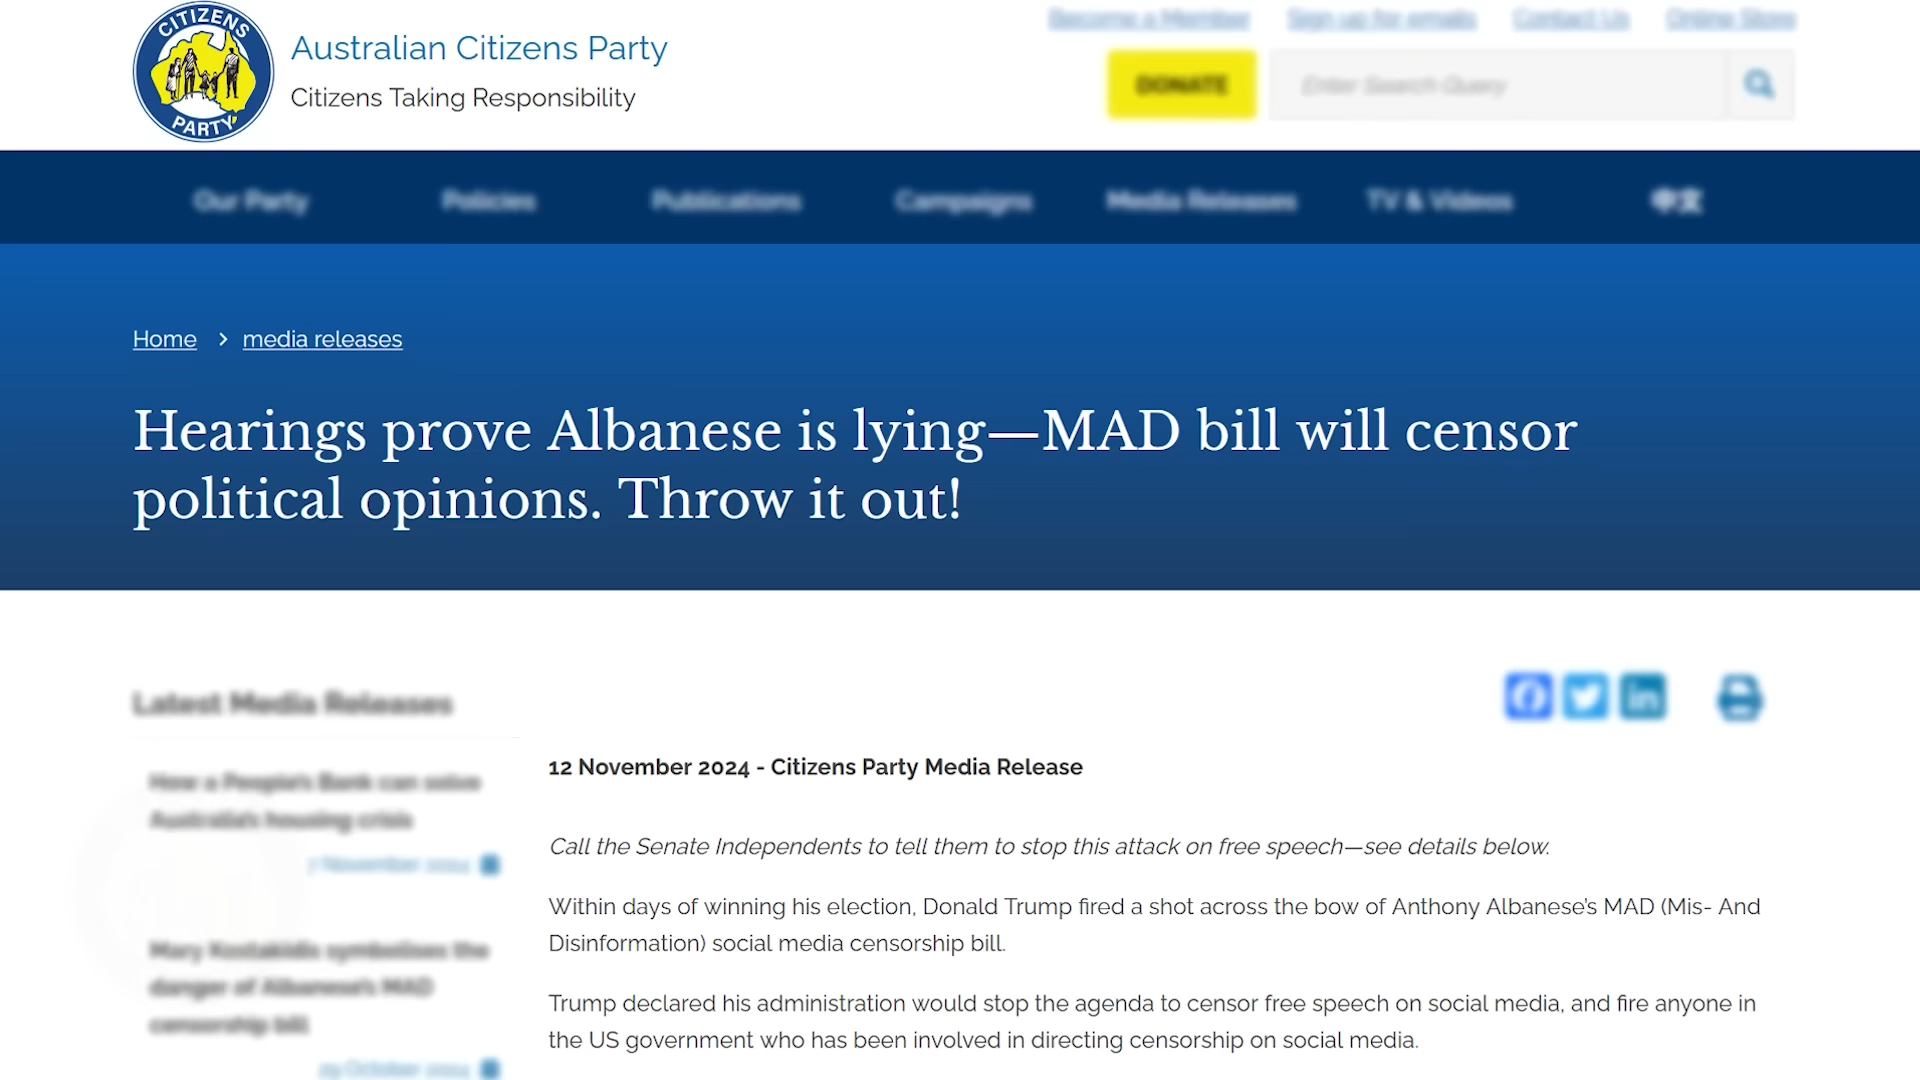 CITIZENS
PARTY
Australian Citizens Party
Citizens Taking Responsibility
Become a Member Sign up for emails Contact Us Online Store
DONATE Enter Search Query
Our Party Policies Publications Campaigns Media Releases TV & Videos 中文
Home > media releases
Hearings prove Albanese is lying—MAD bill will censor
political opinions. Throw it out!
Latest Media Releases
How a People's Bank can solve
Australia's housing crisis
7 November 2024
Mary Kostakidis symbolises the
danger of Albanese's MAD
censorship bill
29 October 2024
12 November 2024 - Citizens Party Media Release
Call the Senate Independents to tell them to stop this attack on free speech—see details below.
Within days of winning his election, Donald Trump fired a shot across the bow of Anthony Albanese’s MAD (Mis- And
Disinformation) social media censorship bill.
Trump declared his administration would stop the agenda to censor free speech on social media, and fire anyone in
the US government who has been involved in directing censorship on social media.